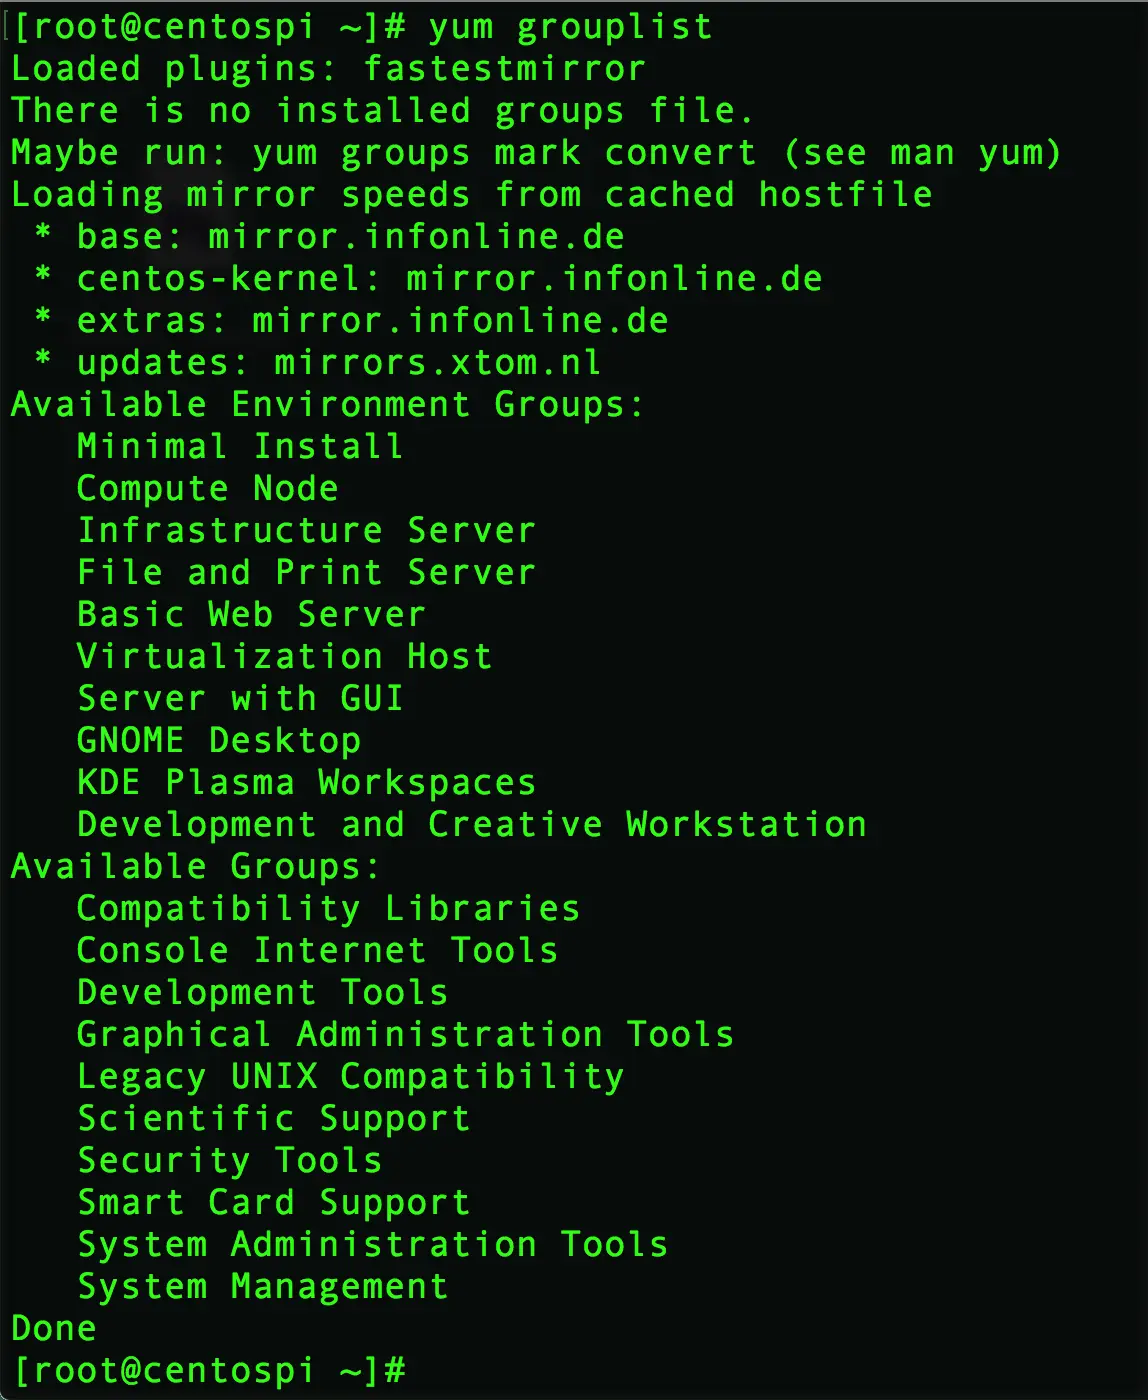 [root@centospi ~]# yum grouplist
Loaded plugins: fastestmirror
There is no installed groups file.
Maybe run: yum groups mark convert (see man yum)
Loading mirror speeds from cached hostfile
 * base: mirror.infonline.de
 * centos-kernel: mirror.infonline.de
 * extras: mirror.infonline.de
 * updates: mirrors.xtom.nl
Available Environment Groups:
   Minimal Install
   Compute Node
   Infrastructure Server
   File and Print Server
   Basic Web Server
   Virtualization Host
   Server with GUI
   GNOME Desktop
   KDE Plasma Workspaces
   Development and Creative Workstation
Available Groups:
   Compatibility Libraries
   Console Internet Tools
   Development Tools
   Graphical Administration Tools
   Legacy UNIX Compatibility
   Scientific Support
   Security Tools
   Smart Card Support
   System Administration Tools
   System Management
Done
[root@centospi ~]#